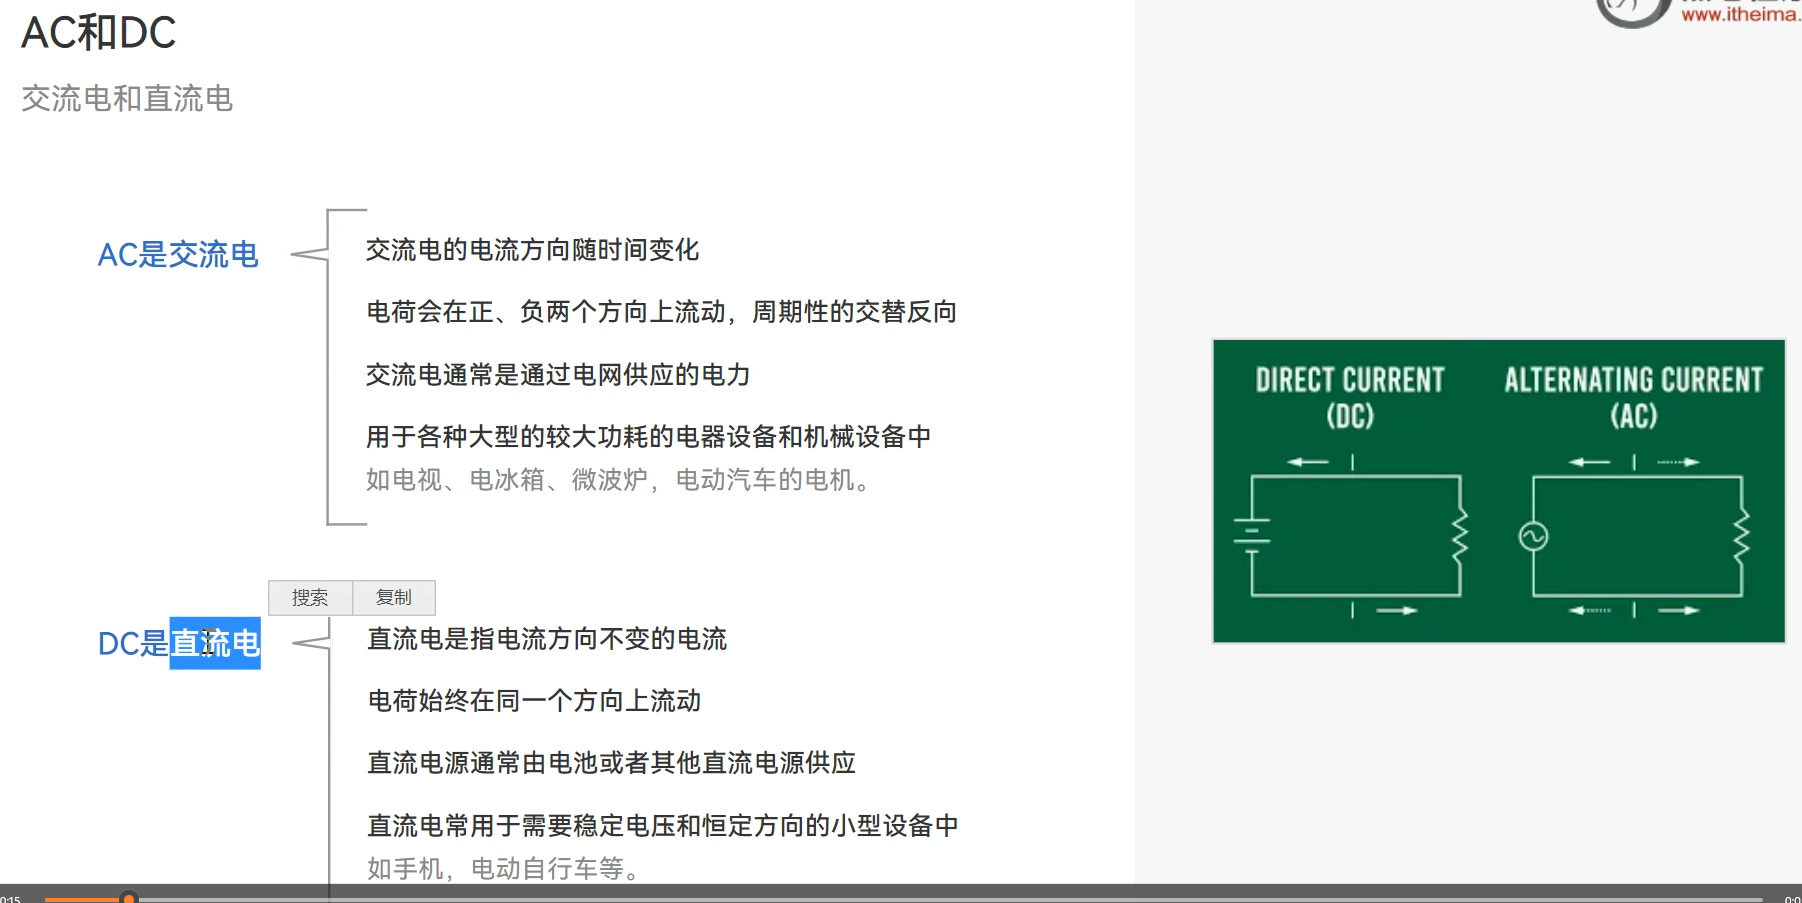 AC和DC
交流电和直流电
www.itheima.
AC是交流电
交流电的电流方向随时间变化
电荷会在正、负两个方向上流动，周期性的交替反向
交流电通常是通过电网供应的电力
用于各种大型的较大功耗的电器设备和机械设备中
如电视、电冰箱、微波炉，电动汽车的电机。
搜索 复制
DC是直流电
直流电是指电流方向不变的电流
电荷始终在同一个方向上流动
直流电源通常由电池或者其他直流电源供应
直流电常用于需要稳定电压和恒定方向的小型设备中
如手机，电动自行车等。
DIRECT CURRENT
(DC)
ALTERNATING CURRENT
(AC)
0:15